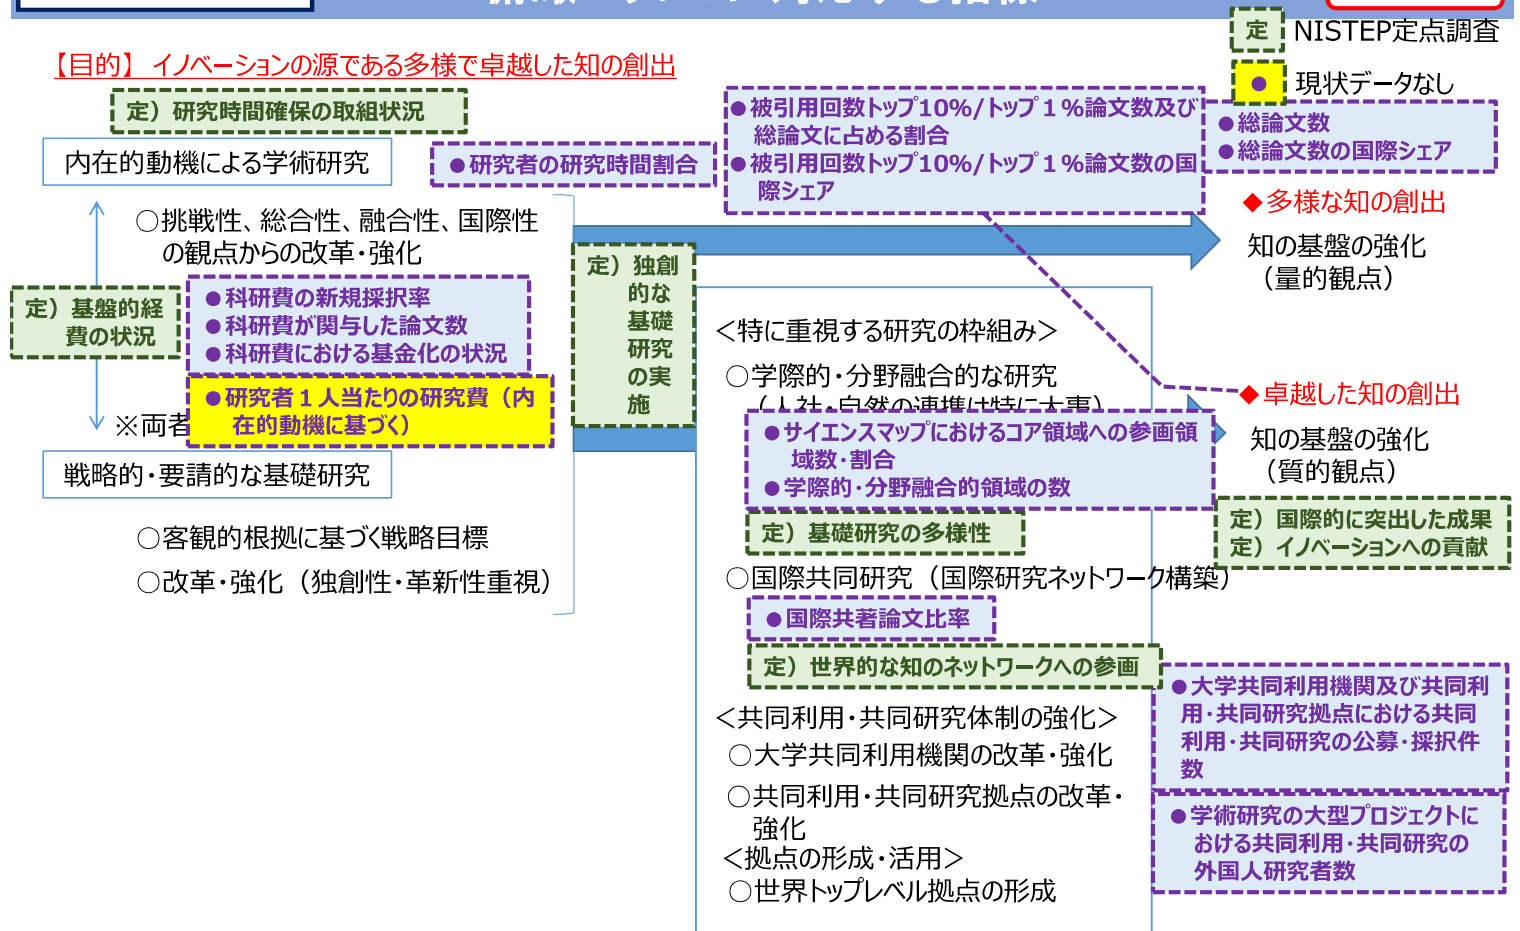 定 NISTEP定点調査
● 現状データなし
【目的】イノベーションの源である多様で卓越した知の創出
定）研究時間確保の取組状況
内在的動機による学術研究
●研究者の研究時間割合
●被引用回数トップ10%/トップ１%論文数及び
総論文に占める割合
●被引用回数トップ10%/トップ１%論文数の国
際シェア
●総論文数
●総論文数の国際シェア
◆多様な知の創出
知の基盤の強化
（量的観点）
○挑戦性、総合性、融合性、国際性
の観点からの改革・強化
定）基盤的経
費の状況
●科研費の新規採択率
●科研費が関与した論文数
●科研費における基金化の状況
●研究者１人当たりの研究費（内
在的動機に基づく）
※両者
定）独創
的な
基礎
研究
の実
施
戦略的・要請的な基礎研究
○客観的根拠に基づく戦略目標
○改革・強化（独創性・革新性重視）
＜特に重視する研究の枠組み＞
○学際的・分野融合的な研究
（人社・自然の連携は特に大事）
●サイエンスマップにおけるコア領域への参画領
域数・割合
●学際的・分野融合的領域の数
定）基礎研究の多様性
◆卓越した知の創出
知の基盤の強化
（質的観点）
定）国際的に突出した成果
定）イノベーションへの貢献
○国際共同研究（国際研究ネットワーク構築）
●国際共著論文比率
定）世界的な知のネットワークへの参画
＜共同利用・共同研究体制の強化＞
○大学共同利用機関の改革・強化
○共同利用・共同研究拠点の改革・
強化
＜拠点の形成・活用＞
○世界トップレベル拠点の形成
●大学共同利用機関及び共同利
用・共同研究拠点における共同
利用・共同研究の公募・採択件
数
●学術研究の大型プロジェクトに
おける共同利用・共同研究の
外国人研究者数